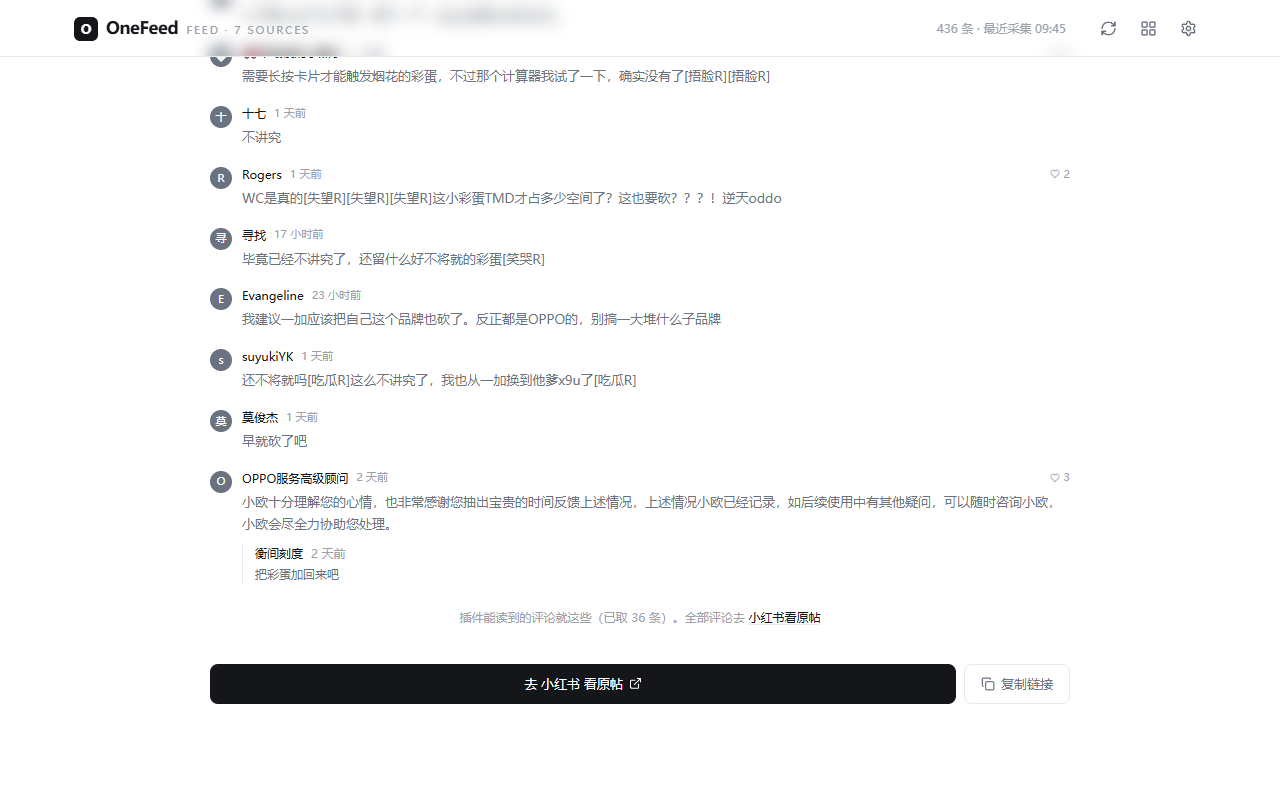 O OneFeed FEED · 7 SOURCES
436 条 · 最近采集 09:45
需要长按卡片才能触发烟花的彩蛋，不过那个计算器我试了一下，确实没有了[捂脸R][捂脸R]
十 十七 1 天前
不讲究
R Rogers 1 天前 2
WC是真的[失望R][失望R][失望R]这小彩蛋TMD才占多少空间了？这也要砍？？？！逆天oddo
寻 寻找 17 小时前
毕竟已经不讲究了，还留什么好不将就的彩蛋[笑哭R]
E Evangeline 23 小时前
我建议一加应该把自己这个品牌也砍了。反正都是OPPO的，别搞一大堆什么子品牌
s suyukiYK 1 天前
还不将就吗[吃瓜R]这么不讲究了，我也从一加换到他爹x9u了[吃瓜R]
莫 莫俊杰 1 天前
早就砍了吧
O OPPO服务高级顾问 2 天前 3
小欧十分理解您的心情，也非常感谢您抽出宝贵的时间反馈上述情况，上述情况小欧已经记录，如后续使用中有其他疑问，可以随时咨询小欧，
小欧会尽全力协助您处理。
衡间刻度 2 天前
把彩蛋加回来吧
插件能读到的评论就这些（已取 36 条）。全部评论去 小红书看原帖
去 小红书 看原帖
复制链接